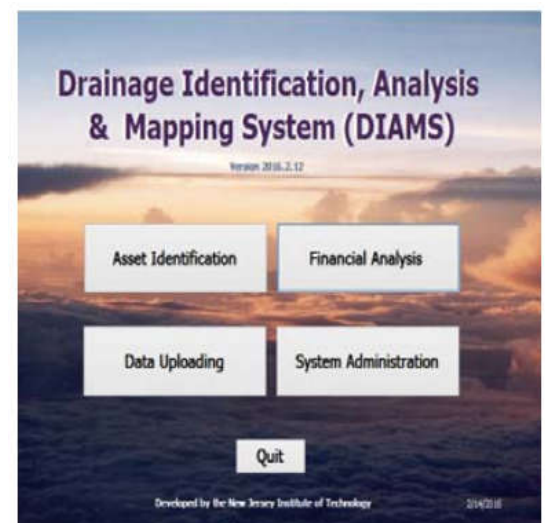 Drainage Identification, Analysis
& Mapping System (DIAMS)
Version 2016.2.12
Asset Identification
Financial Analysis
Data Uploading
System Administration
Quit
Developed by the New Jersey Institute of Technology
2/14/2016